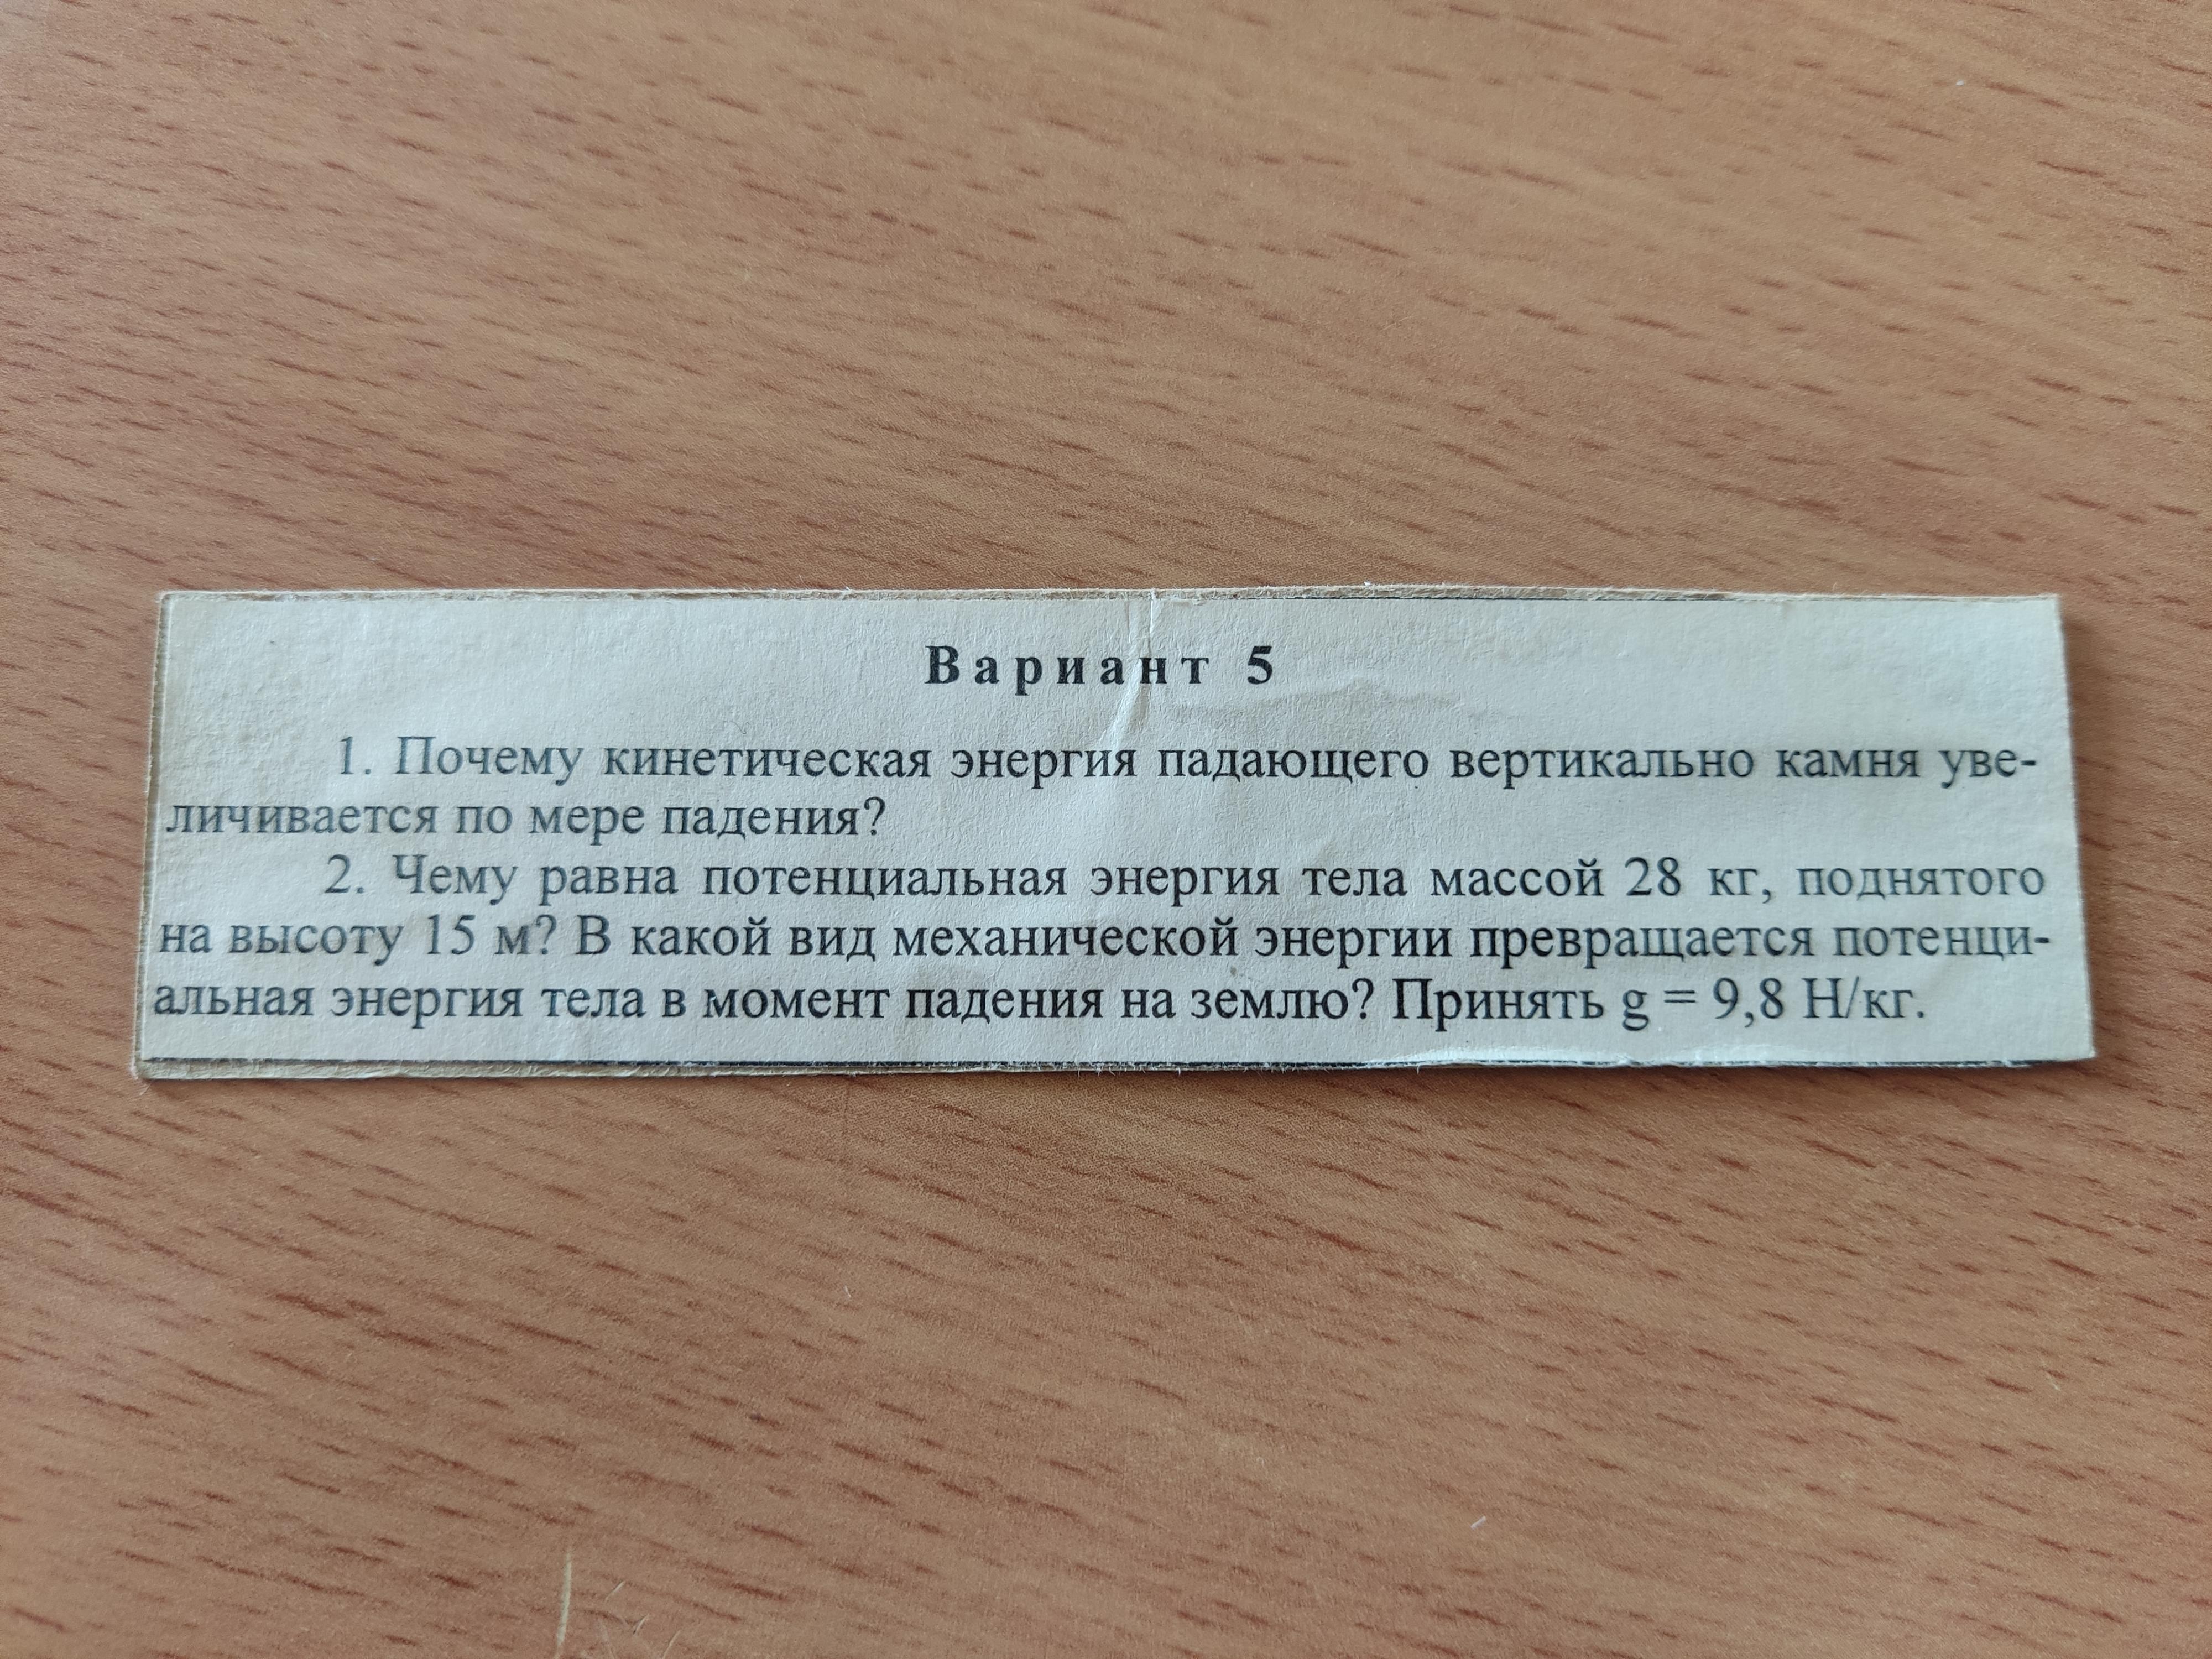 Вариант 5
1. Почему кинетическая энергия падающего вертикально камня уве-
личивается по мере падения?
2. Чему равна потенциальная энергия тела массой 28 кг, поднятого
на высоту 15 м? В какой вид механической энергии превращается потенци-
альная энергия тела в момент падения на землю? Принять g = 9,8 Н/кг.